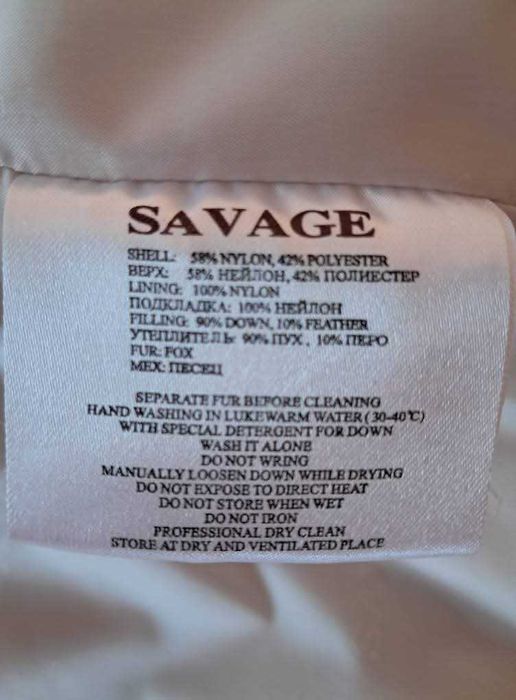 SAVAGE
SHELL: 58% NYLON, 42% POLYESTER
ВЕРХ: 58% НЕЙЛОН, 42% ПОЛИЕСТЕР
LINING: 100% NYLON
ПОДКЛАДКА: 100% НЕЙЛОН
FILLING: 90% DOWN, 10% FEATHER
УТЕПЛИТЕЛЬ: 90% ПУХ, 10% ПЕРО
FUR: FOX
МЕХ: ПЕСЕЦ
SEPARATE FUR BEFORE CLEANING
HAND WASHING IN LUKEWARM WATER (30-40℃)
WITH SPECIAL DETERGENT FOR DOWN
WASH IT ALONE
DO NOT WRING
MANUALLY LOOSEN DOWN WHILE DRYING
DO NOT EXPOSE TO DIRECT HEAT
DO NOT STORE WHEN WET
DO NOT IRON
PROFESSIONAL DRY CLEAN
STORE AT DRY AND VENTILATED PLACE